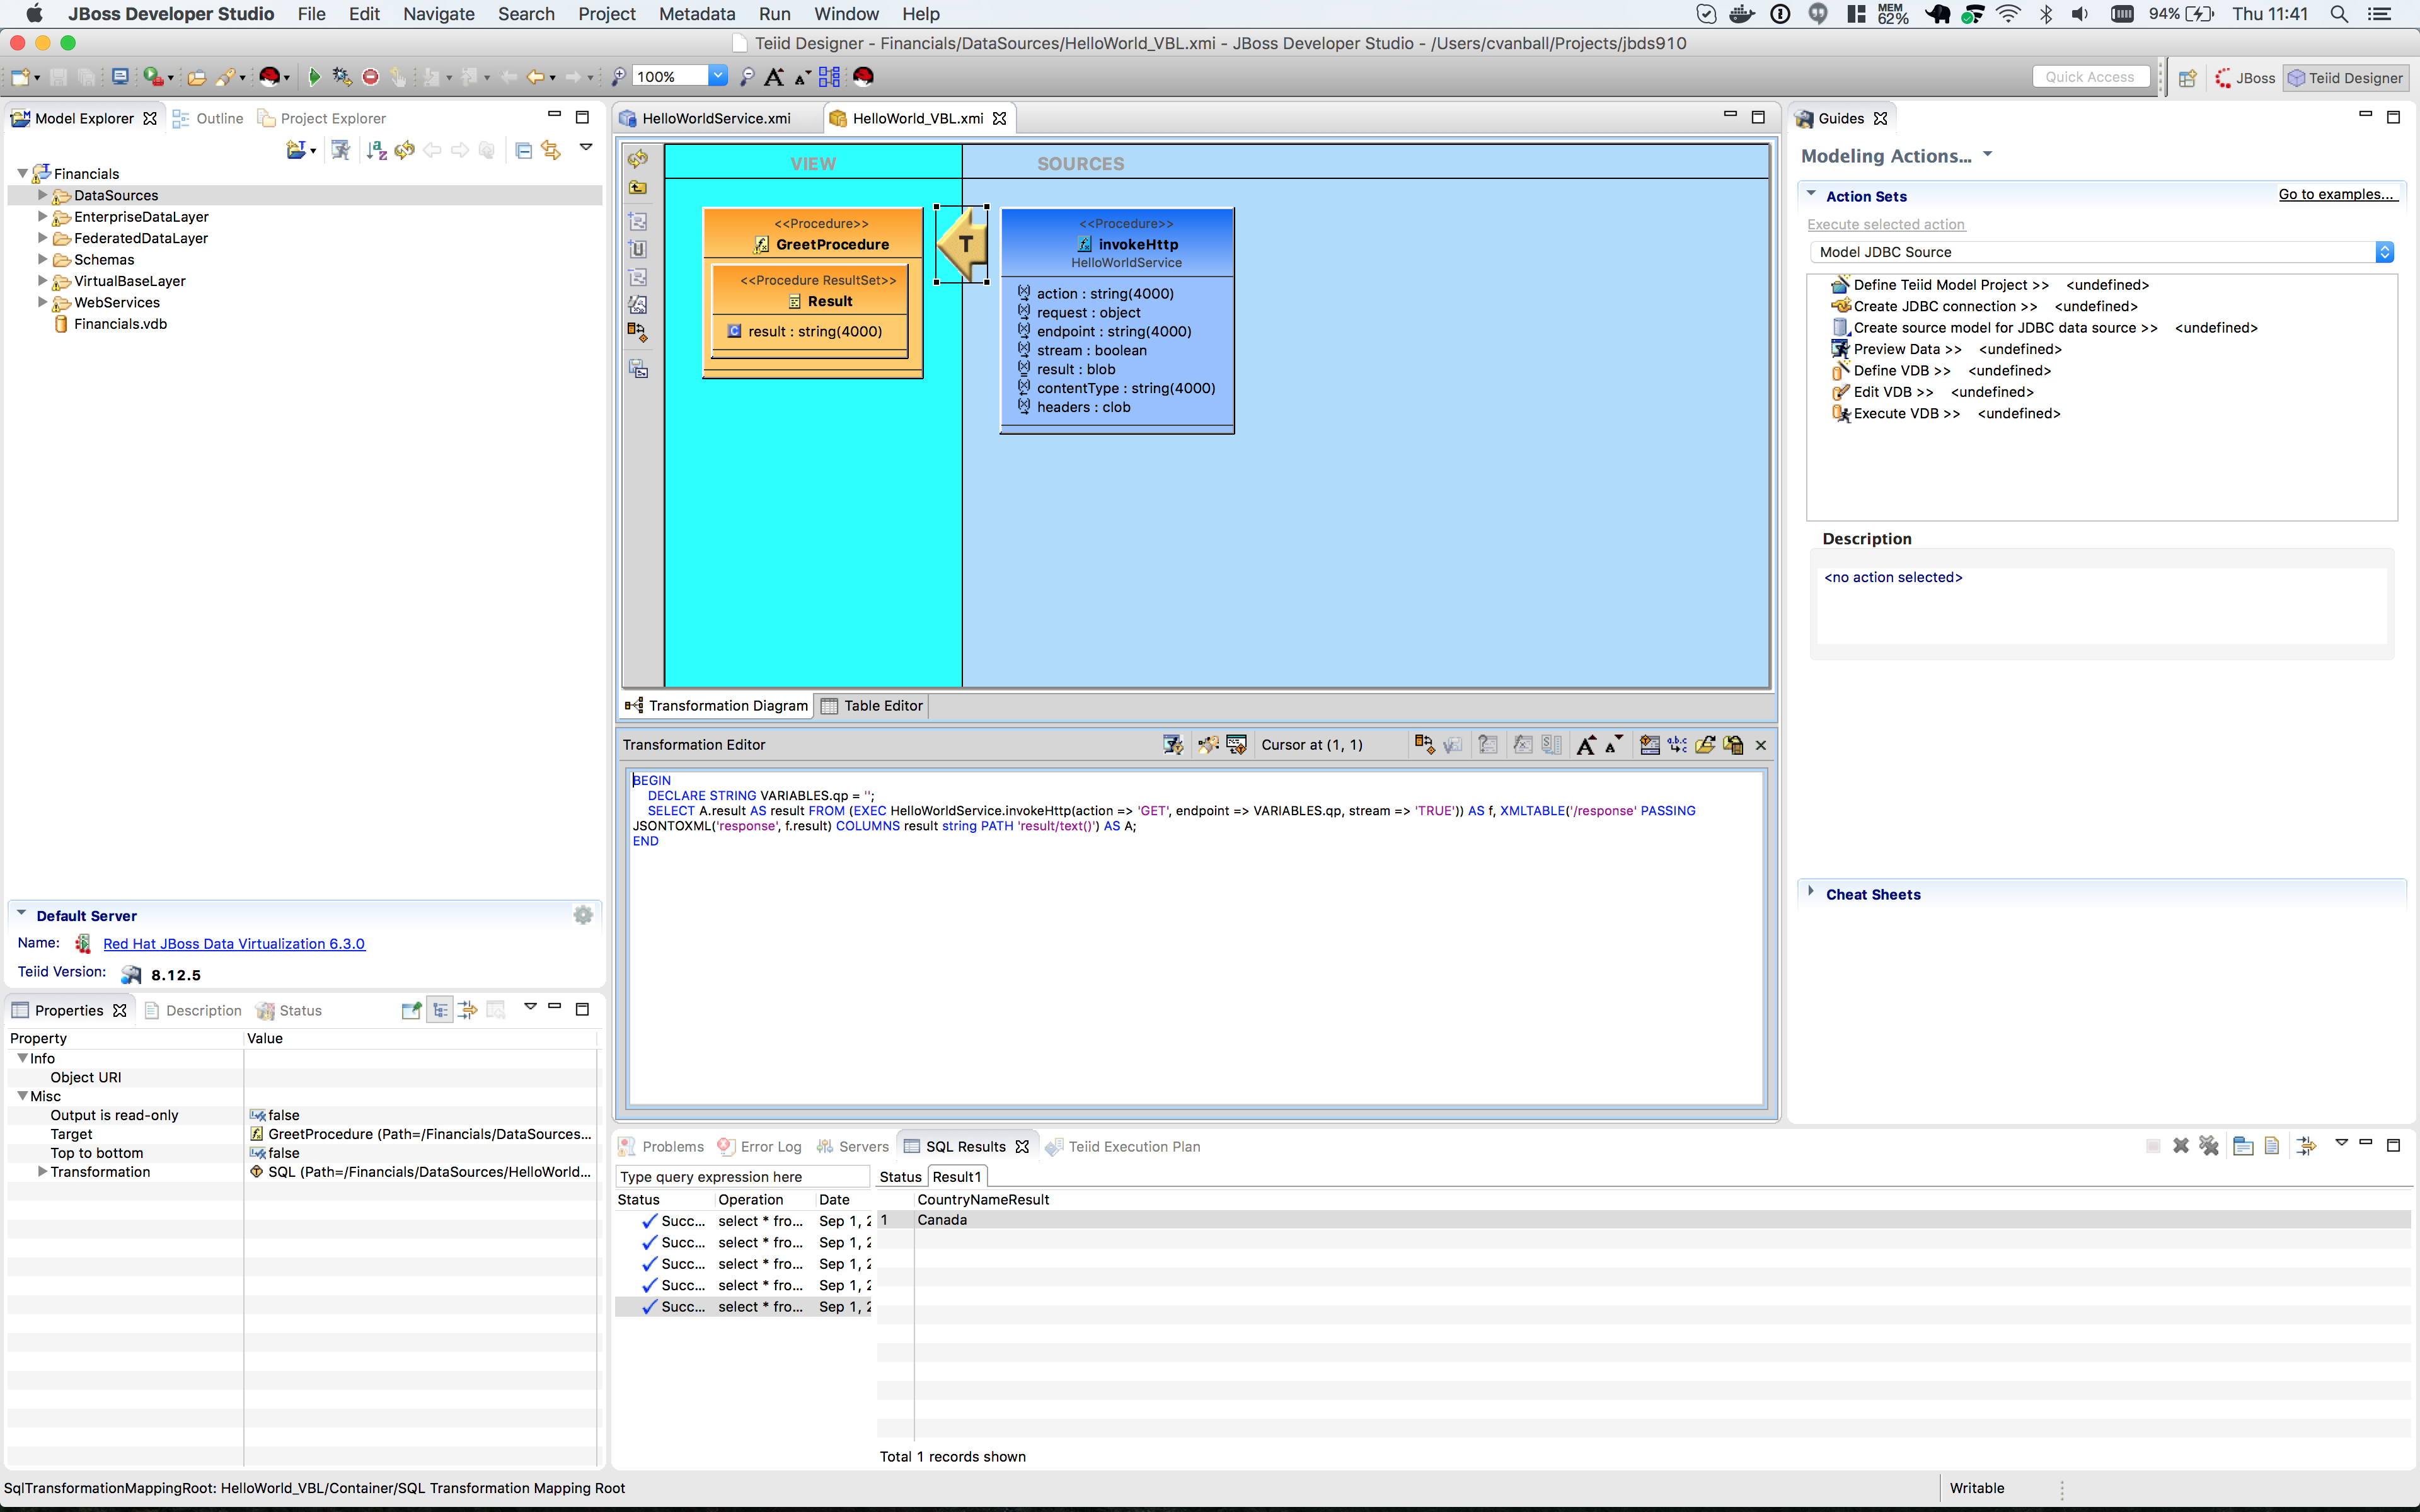 JBoss Developer Studio File Edit Navigate Search Project Metadata Run Window Help MEM 62% 94% Thu 11:41
Teiid Designer - Financials/DataSources/HelloWorld_VBL.xmi - JBoss Developer Studio - /Users/cvanball/Projects/jbds910
100% Quick Access JBoss Teiid Designer
Model Explorer Outline Project Explorer
Financials
DataSources
EnterpriseDataLayer
FederatedDataLayer
Schemas
VirtualBaseLayer
WebServices
Financials.vdb
Default Server
Name: Red Hat JBoss Data Virtualization 6.3.0
Teiid Version: 8.12.5
Properties Description Status
Property Value
Info
Object URI
Misc
Output is read-only false
Target GreetProcedure (Path=/Financials/DataSources...
Top to bottom false
Transformation SQL (Path=/Financials/DataSources/HelloWorld...
HelloWorldService.xmi HelloWorld_VBL.xmi
VIEW SOURCES
<<Procedure>>
GreetProcedure
<<Procedure ResultSet>>
Result
result : string(4000)
T
<<Procedure>>
invokeHttp
HelloWorldService
action : string(4000)
request : object
endpoint : string(4000)
stream : boolean
result : blob
contentType : string(4000)
headers : clob
Transformation Diagram Table Editor
Transformation Editor Cursor at (1, 1)
BEGIN
DECLARE STRING VARIABLES.qp = '';
SELECT A.result AS result FROM (EXEC HelloWorldService.invokeHttp(action => 'GET', endpoint => VARIABLES.qp, stream => 'TRUE')) AS f, XMLTABLE('/response' PASSING
JSONTOXML('response', f.result) COLUMNS result string PATH 'result/text()') AS A;
END
Problems Error Log Servers SQL Results Teiid Execution Plan
Type query expression here
Status Operation Date
Succ... select * fro... Sep 1, 2
Succ... select * fro... Sep 1, 2
Succ... select * fro... Sep 1, 2
Succ... select * fro... Sep 1, 2
Succ... select * fro... Sep 1, 2
Status Result1
CountryNameResult
1 Canada
Total 1 records shown
Guides
Modeling Actions...
Action Sets Go to examples...
Execute selected action
Model JDBC Source
Define Teiid Model Project >> <undefined>
Create JDBC connection >> <undefined>
Create source model for JDBC data source >> <undefined>
Preview Data >> <undefined>
Define VDB >> <undefined>
Edit VDB >> <undefined>
Execute VDB >> <undefined>
Description
<no action selected>
Cheat Sheets
SqlTransformationMappingRoot: HelloWorld_VBL/Container/SQL Transformation Mapping Root Writable